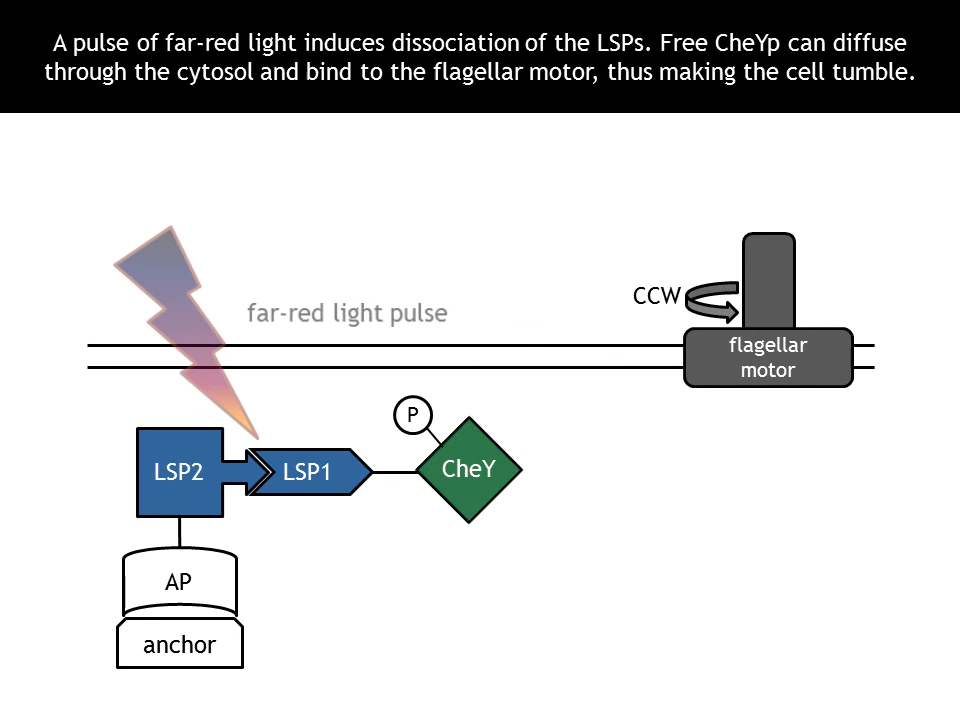 A pulse of far-red light induces dissociation of the LSPs. Free CheYp can diffuse
through the cytosol and bind to the flagellar motor, thus making the cell tumble.
CCW
far-red light pulse
flagellar
motor
P
LSP2
LSP1
CheY
AP
anchor